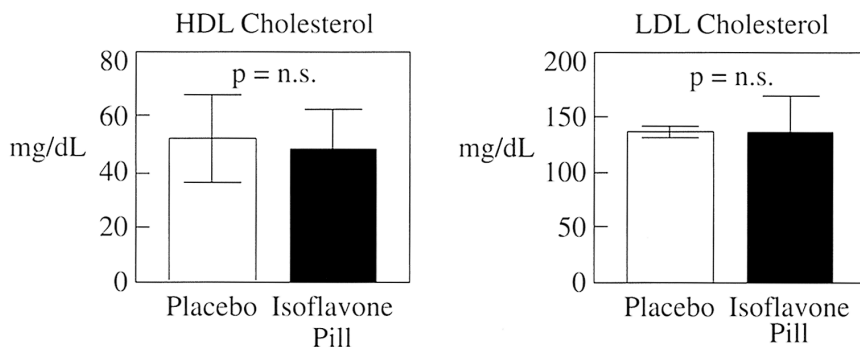 HDL Cholesterol
80
60
40
20
0
mg/dL
p = n.s.
Placebo
Isoflavone
Pill
LDL Cholesterol
200
150
100
50
0
mg/dL
p = n.s.
Placebo
Isoflavone
Pill